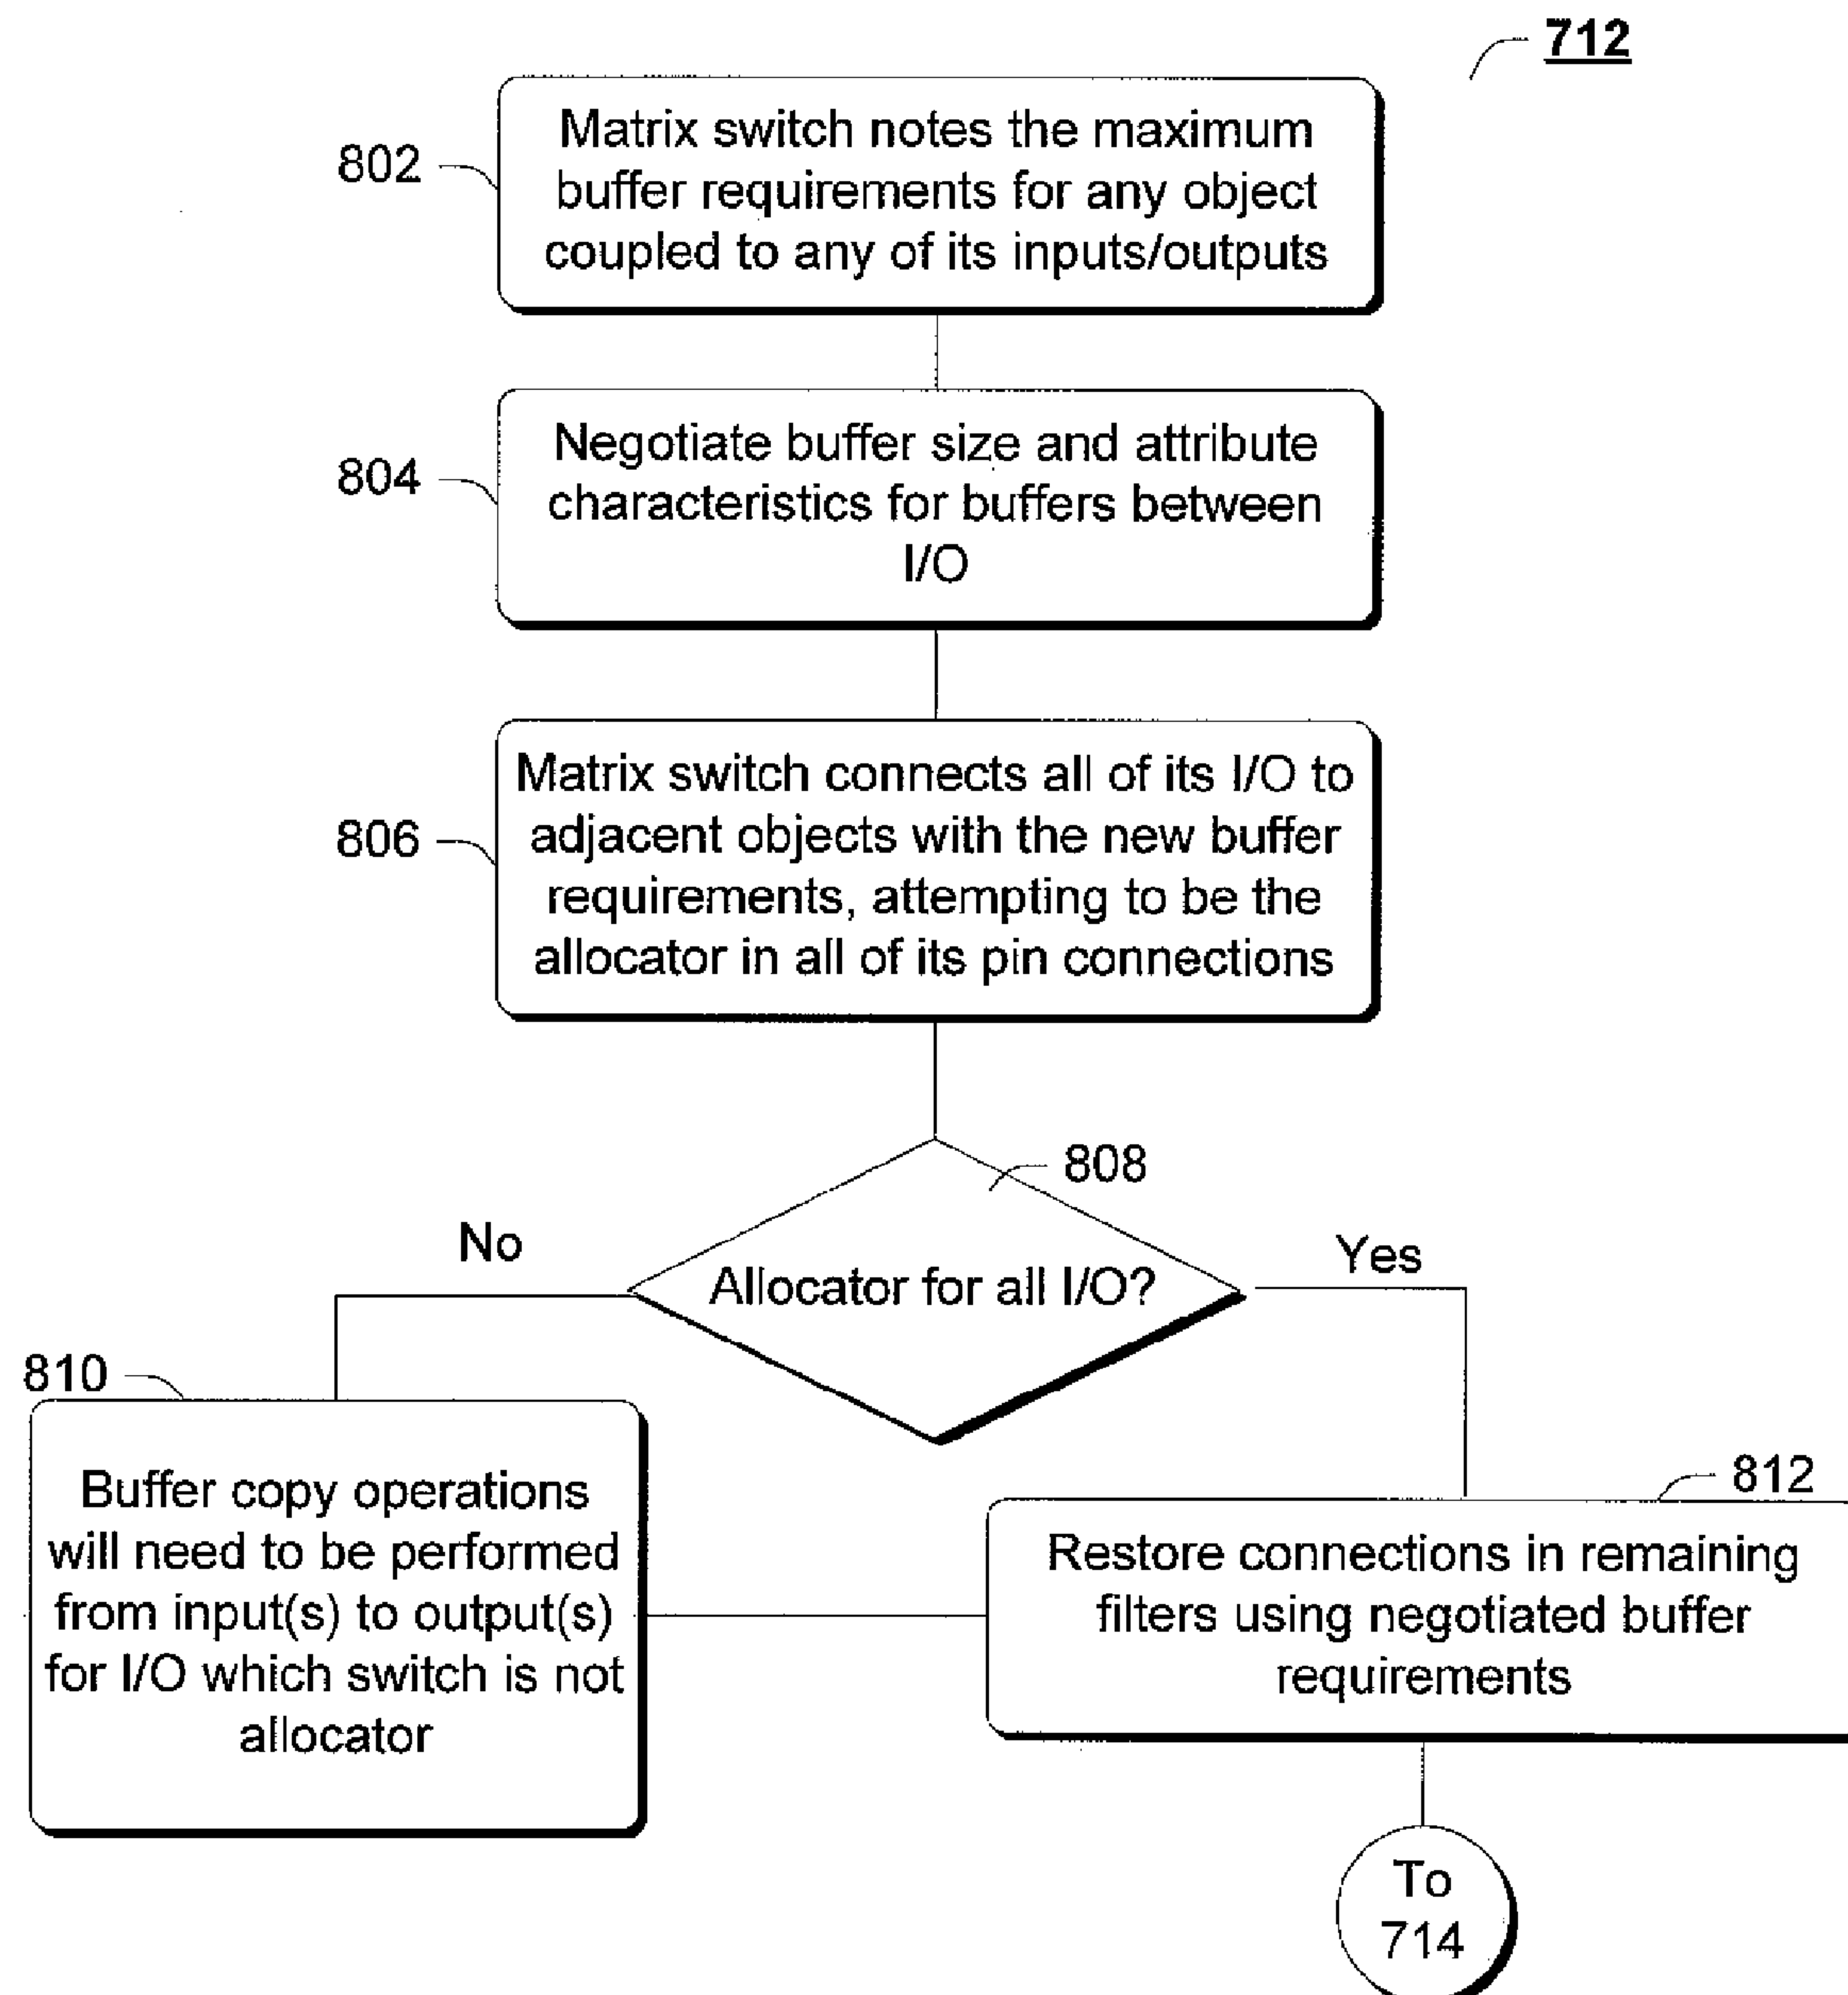 712
802
Matrix switch notes the maximum
buffer requirements for any object
coupled to any of its inputs/outputs
804
Negotiate buffer size and attribute
characteristics for buffers between
I/O
806
Matrix switch connects all of its I/O to
adjacent objects with the new buffer
requirements, attempting to be the
allocator in all of its pin connections
808
No
Allocator for all I/O?
Yes
810
Buffer copy operations
will need to be performed
from input(s) to output(s)
for I/O which switch is not
allocator
812
Restore connections in remaining
filters using negotiated buffer
requirements
To
714